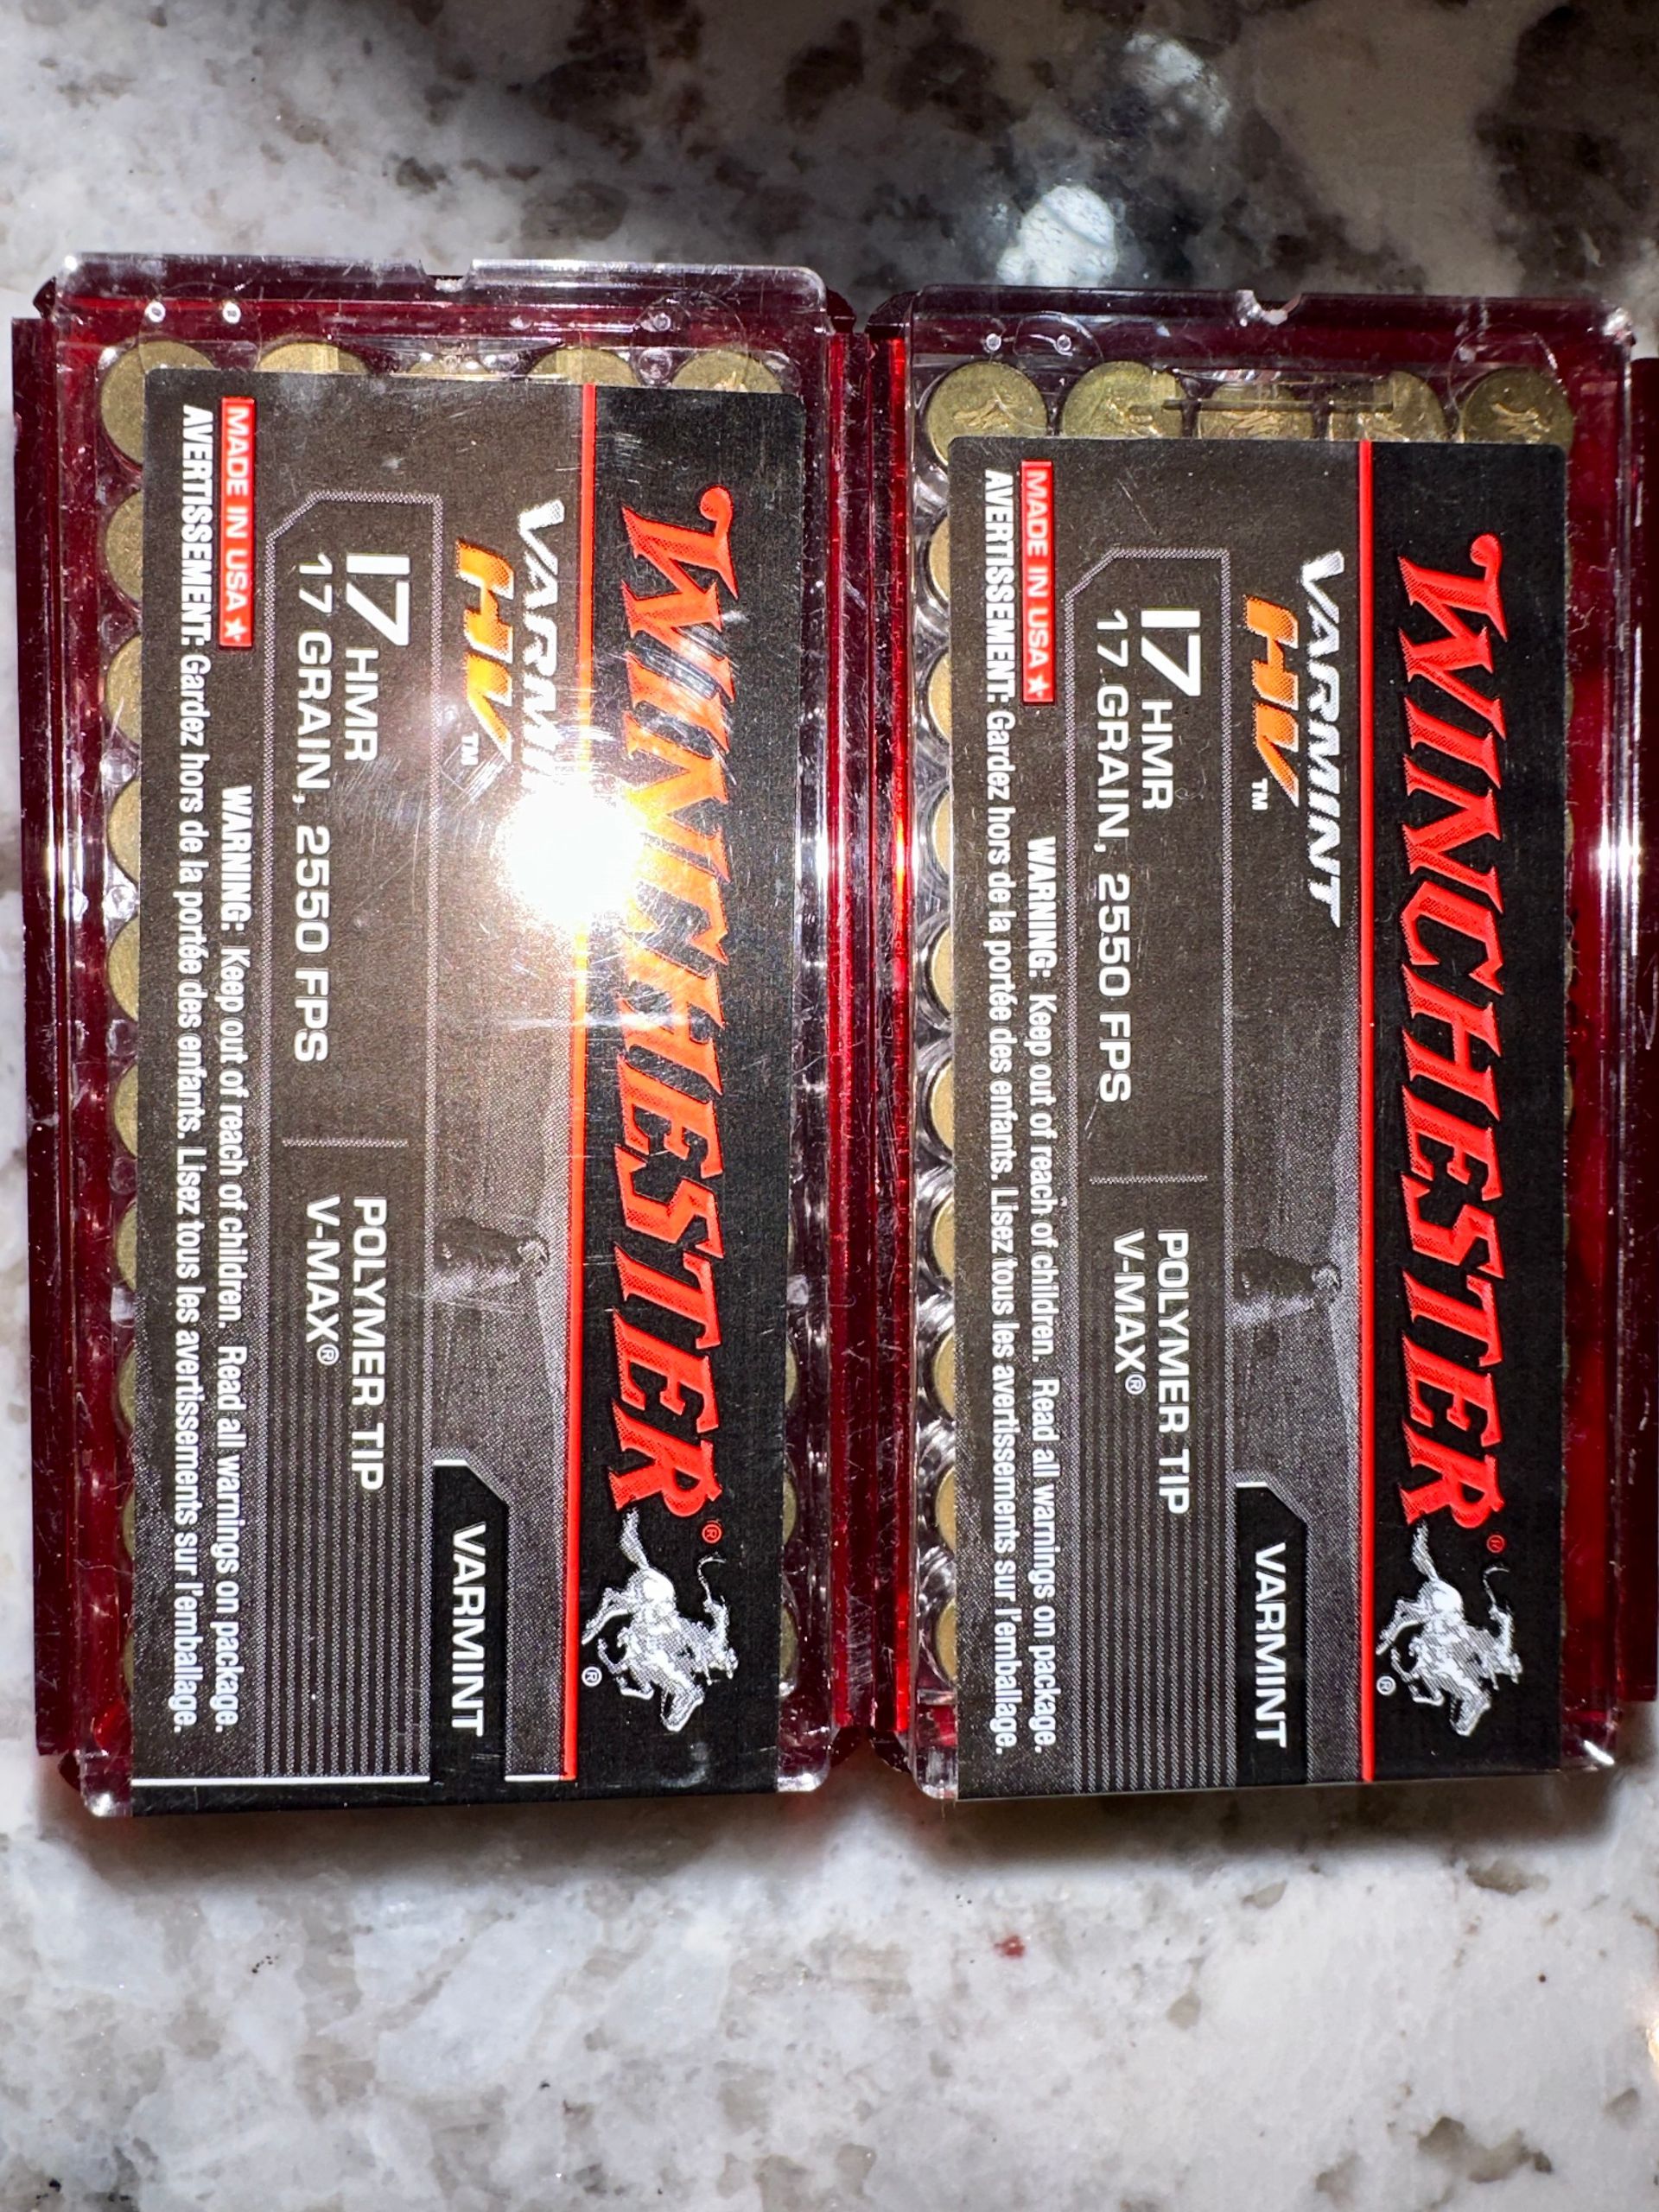 WINCHESTER®
VARMINT
HV™
VARMINT
17 HMR
17 GRAIN, 2550 FPS
POLYMER TIP
V-MAX®
MADE IN USA
WARNING: Keep out of reach of children. Read all warnings on package.
AVERTISSEMENT: Gardez hors de la portée des enfants. Lisez tous les avertissements sur l'emballage.
®
WINCHESTER®
VARMINT
HV™
VARMINT
17 HMR
17 GRAIN, 2550 FPS
POLYMER TIP
V-MAX®
MADE IN USA
WARNING: Keep out of reach of children. Read all warnings on package.
AVERTISSEMENT: Gardez hors de la portée des enfants. Lisez tous les avertissements sur l'emballage.
®